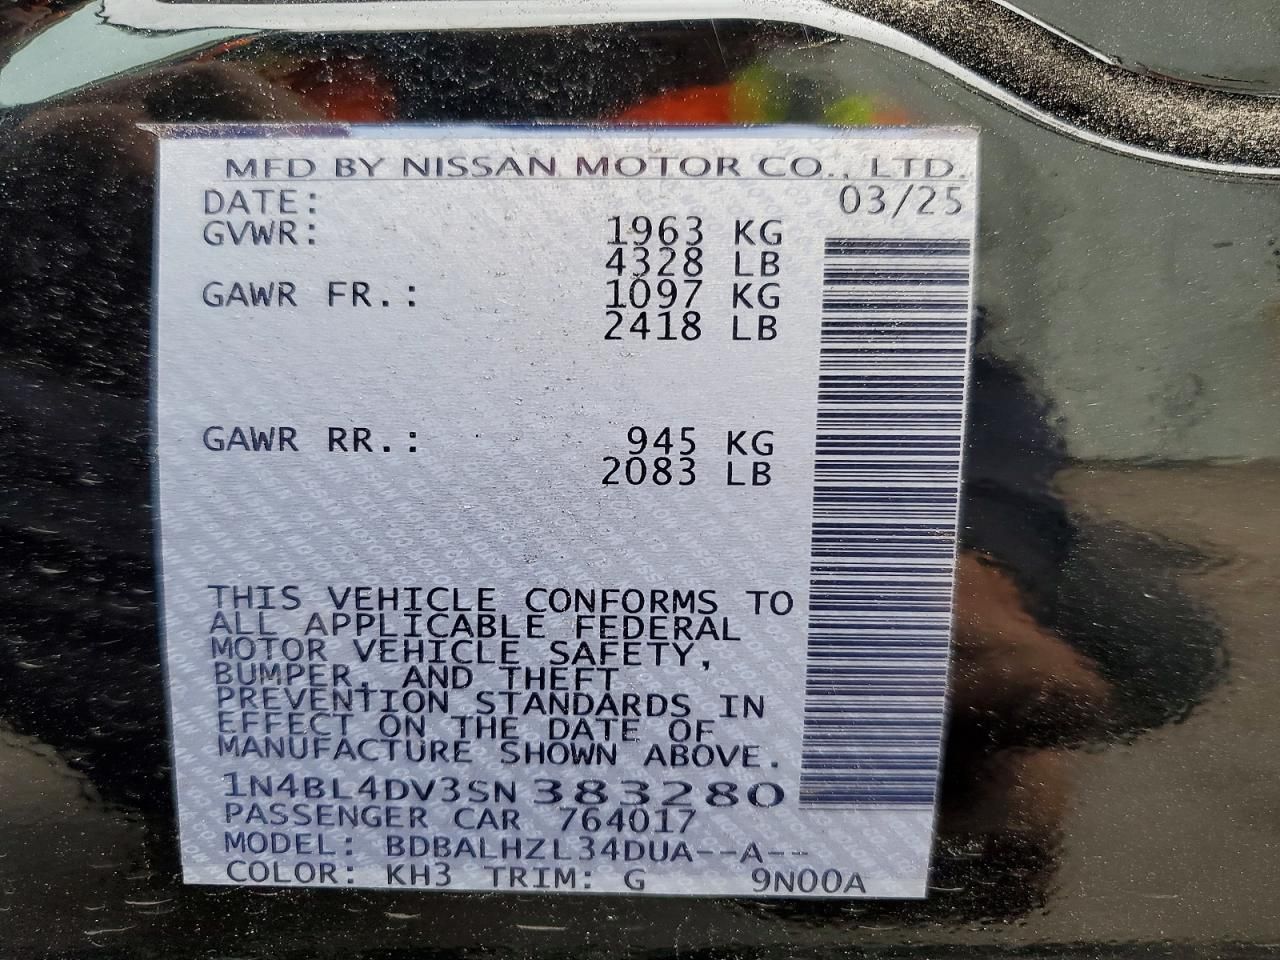 MFD BY NISSAN MOTOR CO., LTD.
DATE: 03/25
GVWR: 1963 KG
4328 LB
GAWR FR.: 1097 KG
2418 LB
GAWR RR.: 945 KG
2083 LB
THIS VEHICLE CONFORMS TO
ALL APPLICABLE FEDERAL
MOTOR VEHICLE SAFETY,
BUMPER, AND THEFT
PREVENTION STANDARDS IN
EFFECT ON THE DATE OF
MANUFACTURE SHOWN ABOVE.
1N4BL4DV3SN383280
PASSENGER CAR 764017
MODEL: BDBALHZL34DUA--A--
COLOR: KH3 TRIM: G 9N00A